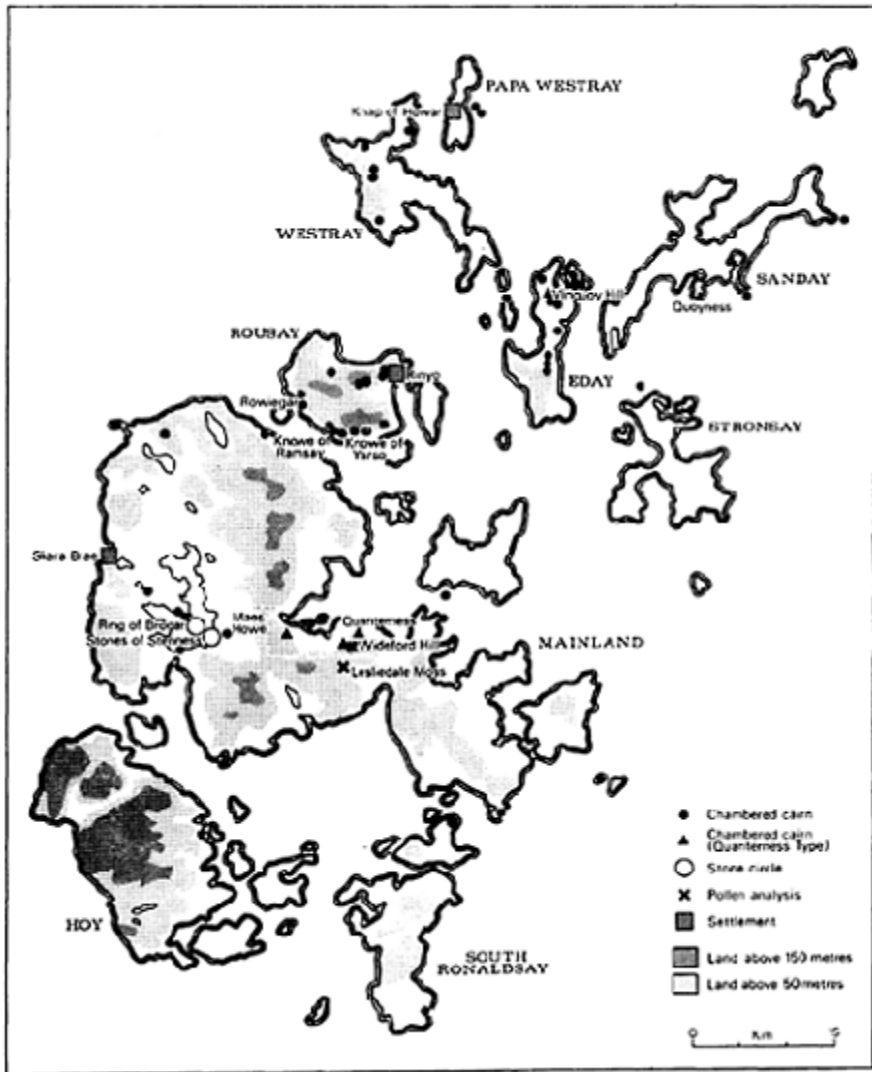 PAPA WESTRAY
Knap of Howar
WESTRAY
SANDAY
Vinquoy Hill
Quoyness
ROUSAY
EDAY
Rinyo
Rowiegar
STRONSAY
Knowe of
Ramsay
Knowe of
Yarso
Skara Brae
Maes
Howe
Quanterness
Ring of Brogar
Stones of Stenness
Wideford Hill
MAINLAND
Lesliedale Moss
Chambered cairn
Chambered cairn
(Quanterness Type)
Stone circle
Pollen analysis
HOY
Settlement
SOUTH
RONALDSAY
Land above 150 metres
Land above 50 metres
Km